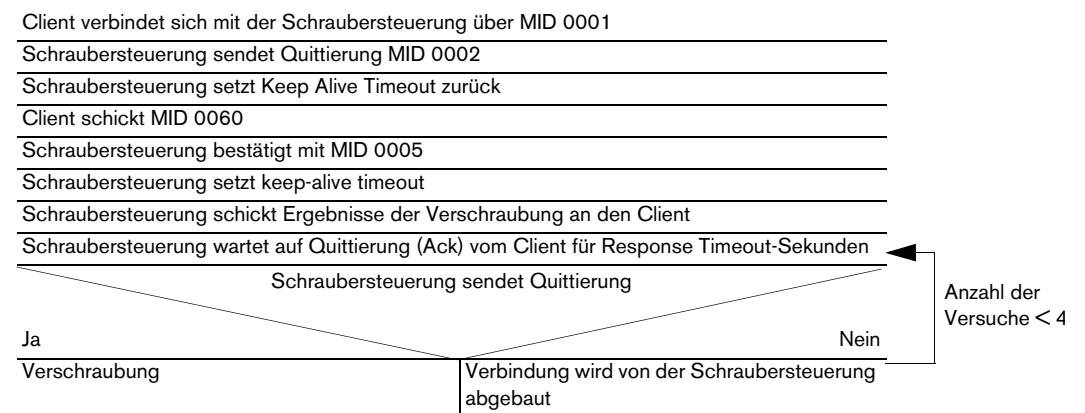 Client verbindet sich mit der Schraubersteuerung über MID 0001
Schraubersteuerung sendet Quittierung MID 0002
Schraubersteuerung setzt Keep Alive Timeout zurück
Client schickt MID 0060
Schraubersteuerung bestätigt mit MID 0005
Schraubersteuerung setzt keep-alive timeout
Schraubersteuerung schickt Ergebnisse der Verschraubung an den Client
Schraubersteuerung wartet auf Quittierung (Ack) vom Client für Response Timeout-Sekunden
Schraubersteuerung sendet Quittierung
Anzahl der
Versuche < 4
Ja
Nein
Verschraubung
Verbindung wird von der Schraubersteuerung
abgebaut